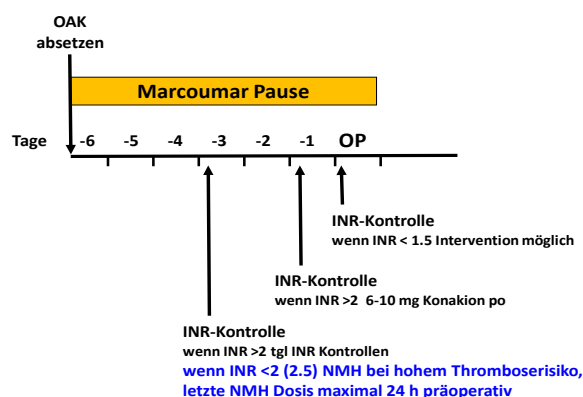 OAK
absetzen
Marcoumar Pause
Tage -6 -5 -4 -3 -2 -1 OP
INR-Kontrolle
wenn INR < 1.5 Intervention möglich
INR-Kontrolle
wenn INR >2 6-10 mg Konakion po
INR-Kontrolle
wenn INR >2 tgl INR Kontrollen
wenn INR <2 (2.5) NMH bei hohem Thromboserisiko,
letzte NMH Dosis maximal 24 h präoperativ